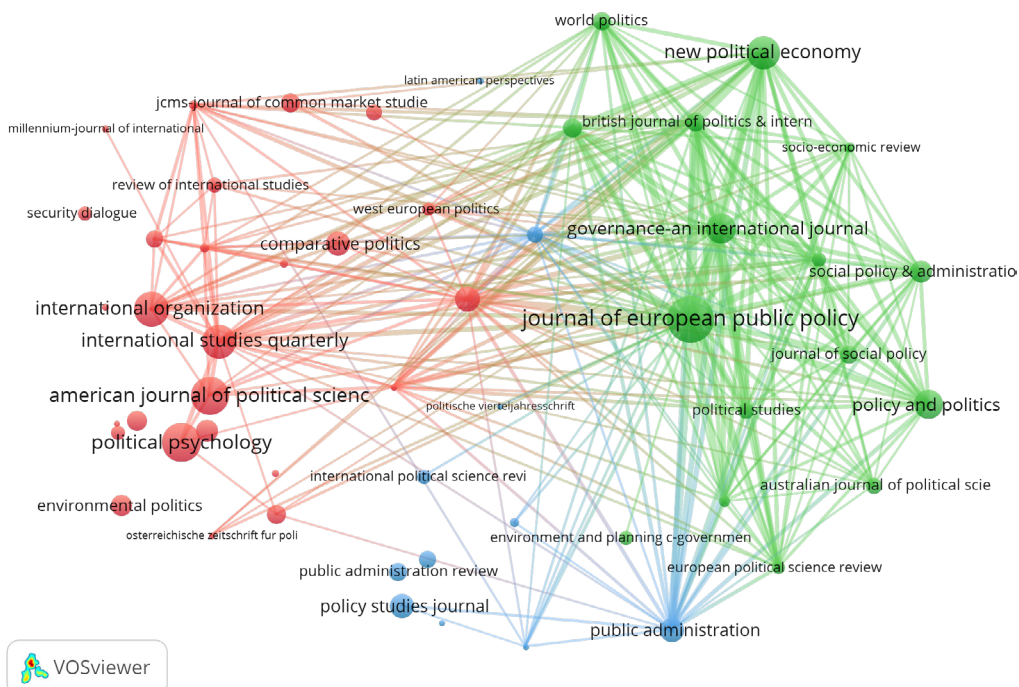 world politics
new political economy
latin american perspectives
jcms-journal of common market studie
british journal of politics & intern
millennium-journal of international
socio-economic review
review of international studies
west european politics
security dialogue
governance-an international journal
comparative politics
social policy & administratio
international organization
journal of european public policy
international studies quarterly
journal of social policy
american journal of political scienc
politische vierteljahresschrift
policy and politics
political studies
political psychology
international political science revi
australian journal of political scie
environmental politics
osterreichische zeitschrift fur poli
environment and planning c-governmen
european political science review
public administration review
policy studies journal
public administration
VOSviewer